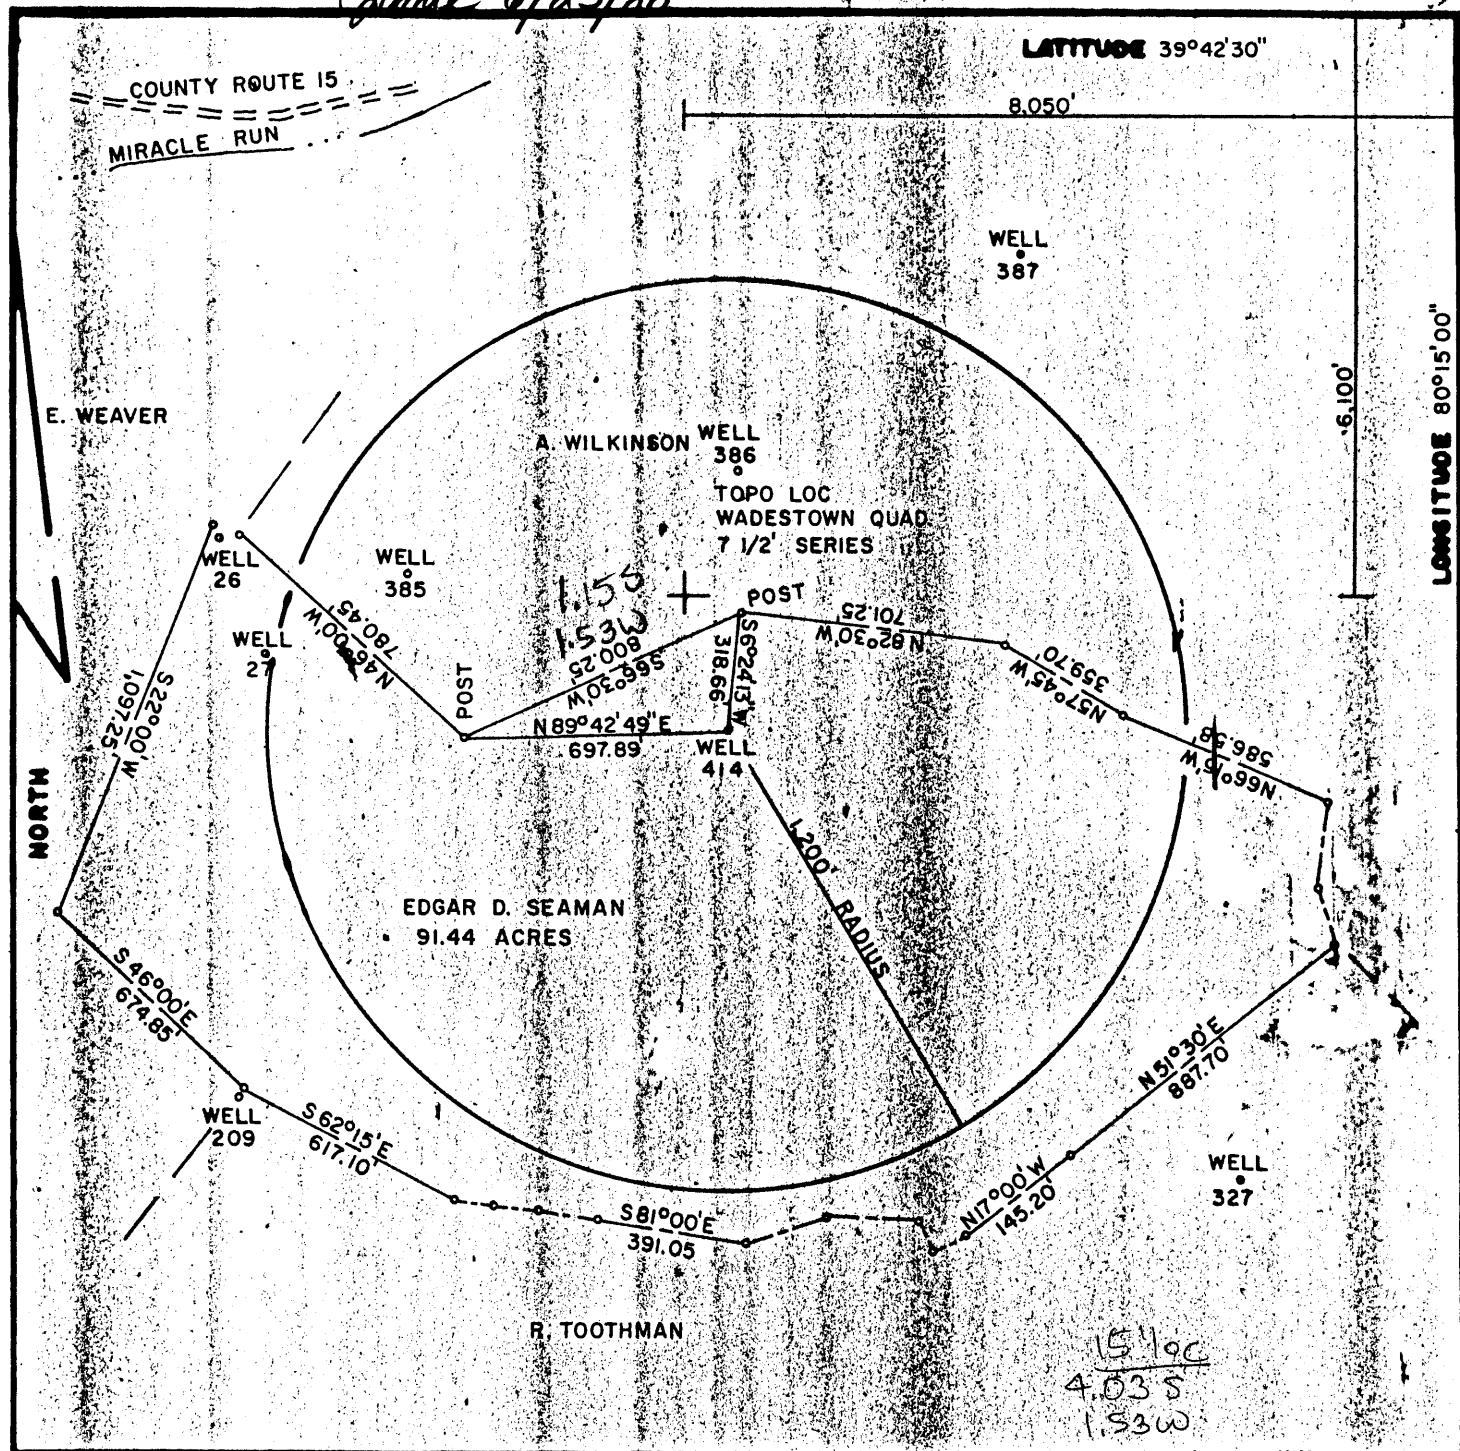 LATITUDE 39°42'30"
COUNTY ROUTE 15
8,050'
MIRACLE RUN
WELL
387
LONGITUDE 80°15'00"
6,100'
E. WEAVER
A. WILKINSON
WELL
386
TOPO LOC
WADESTOWN QUAD
7 1/2' SERIES
WELL
26
WELL
385
1.15 S
1.53W
POST
WELL
27
N46°00'W
780.45'
S66°30'W
800.25'
S6°24'13"W
318.66'
N82°30'W
701.25
N57°45'W
359.70'
N66°16'W
586.58'
POST
N89°42'49"E
697.89'
WELL
414
S22°00'W
1,097.25'
NORTH
1,200' RADIUS
EDGAR D. SEAMAN
91.44 ACRES
S46°00'E
674.85'
WELL
209
S62°15'E
617.10'
S81°00'E
391.05
N17°00'W
145.20'
N51°30'E
887.70'
WELL
327
R. TOOTHMAN
15' loc
4.03 S
1.53W